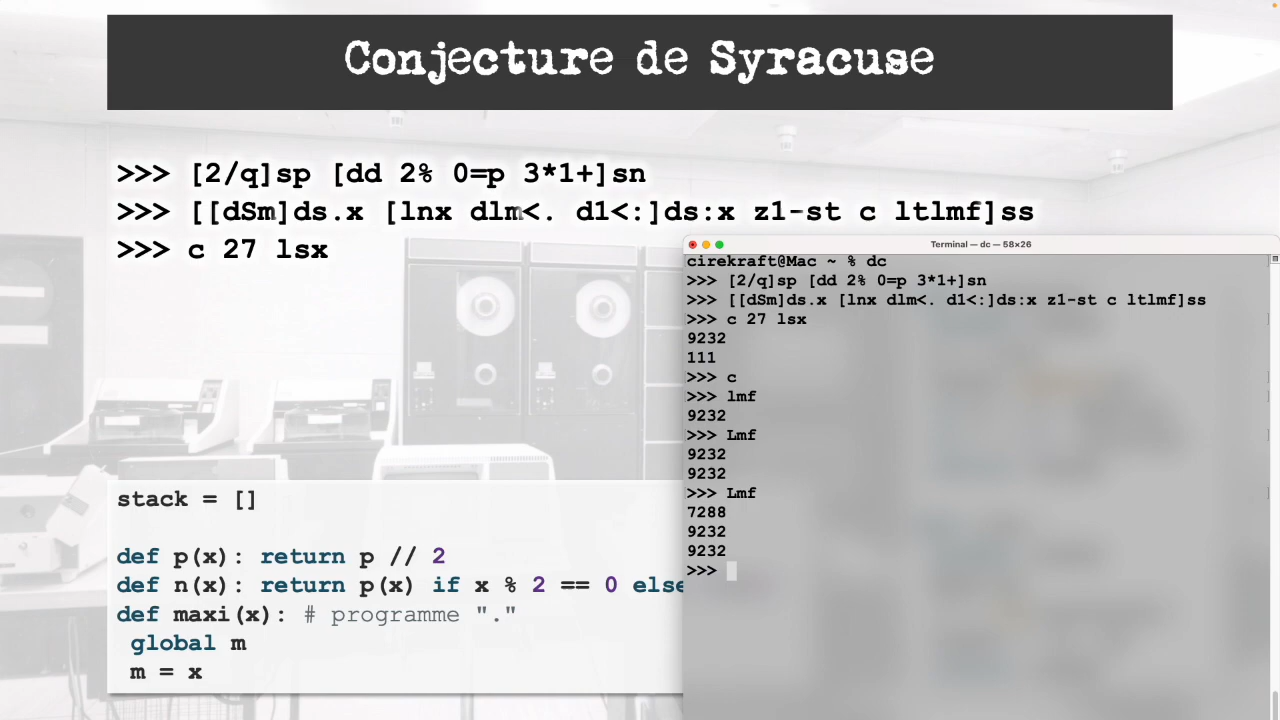 Conjecture de Syracuse
>>> [2/q]sp [dd 2% 0=p 3*1+]sn
>>> [[dSm]ds.x [lnx dlm<. d1<:]ds:x z1-st c ltlmf]ss
>>> c 27 lsx
Terminal — dc — 58×26
cirekraft@Mac ~ % dc
>>> [2/q]sp [dd 2% 0=p 3*1+]sn
>>> [[dSm]ds.x [lnx dlm<. d1<:]ds:x z1-st c ltlmf]ss
>>> c 27 lsx
9232
111
>>> c
>>> lmf
9232
>>> Lmf
9232
9232
>>> Lmf
7288
9232
9232
>>>
stack = []
def p(x): return p // 2
def n(x): return p(x) if x % 2 == 0 else
def maxi(x): # programme "."
global m
m = x